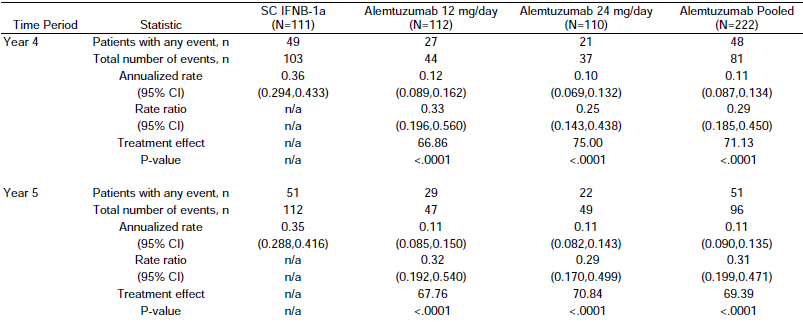 SC IFNB-1a Alemtuzumab 12 mg/day Alemtuzumab 24 mg/day Alemtuzumab Pooled
Time Period Statistic (N=111) (N=112) (N=110) (N=222)
Year 4 Patients with any event, n 49 27 21 48
Total number of events, n 103 44 37 81
Annualized rate 0.36 0.12 0.10 0.11
(95% CI) (0.294,0.433) (0.089,0.162) (0.069,0.132) (0.087,0.134)
Rate ratio n/a 0.33 0.25 0.29
(95% CI) n/a (0.196,0.560) (0.143,0.438) (0.185,0.450)
Treatment effect n/a 66.86 75.00 71.13
P-value n/a <.0001 <.0001 <.0001
Year 5 Patients with any event, n 51 29 22 51
Total number of events, n 112 47 49 96
Annualized rate 0.35 0.11 0.11 0.11
(95% CI) (0.288,0.416) (0.085,0.150) (0.082,0.143) (0.090,0.135)
Rate ratio n/a 0.32 0.29 0.31
(95% CI) n/a (0.192,0.540) (0.170,0.499) (0.199,0.471)
Treatment effect n/a 67.76 70.84 69.39
P-value n/a <.0001 <.0001 <.0001